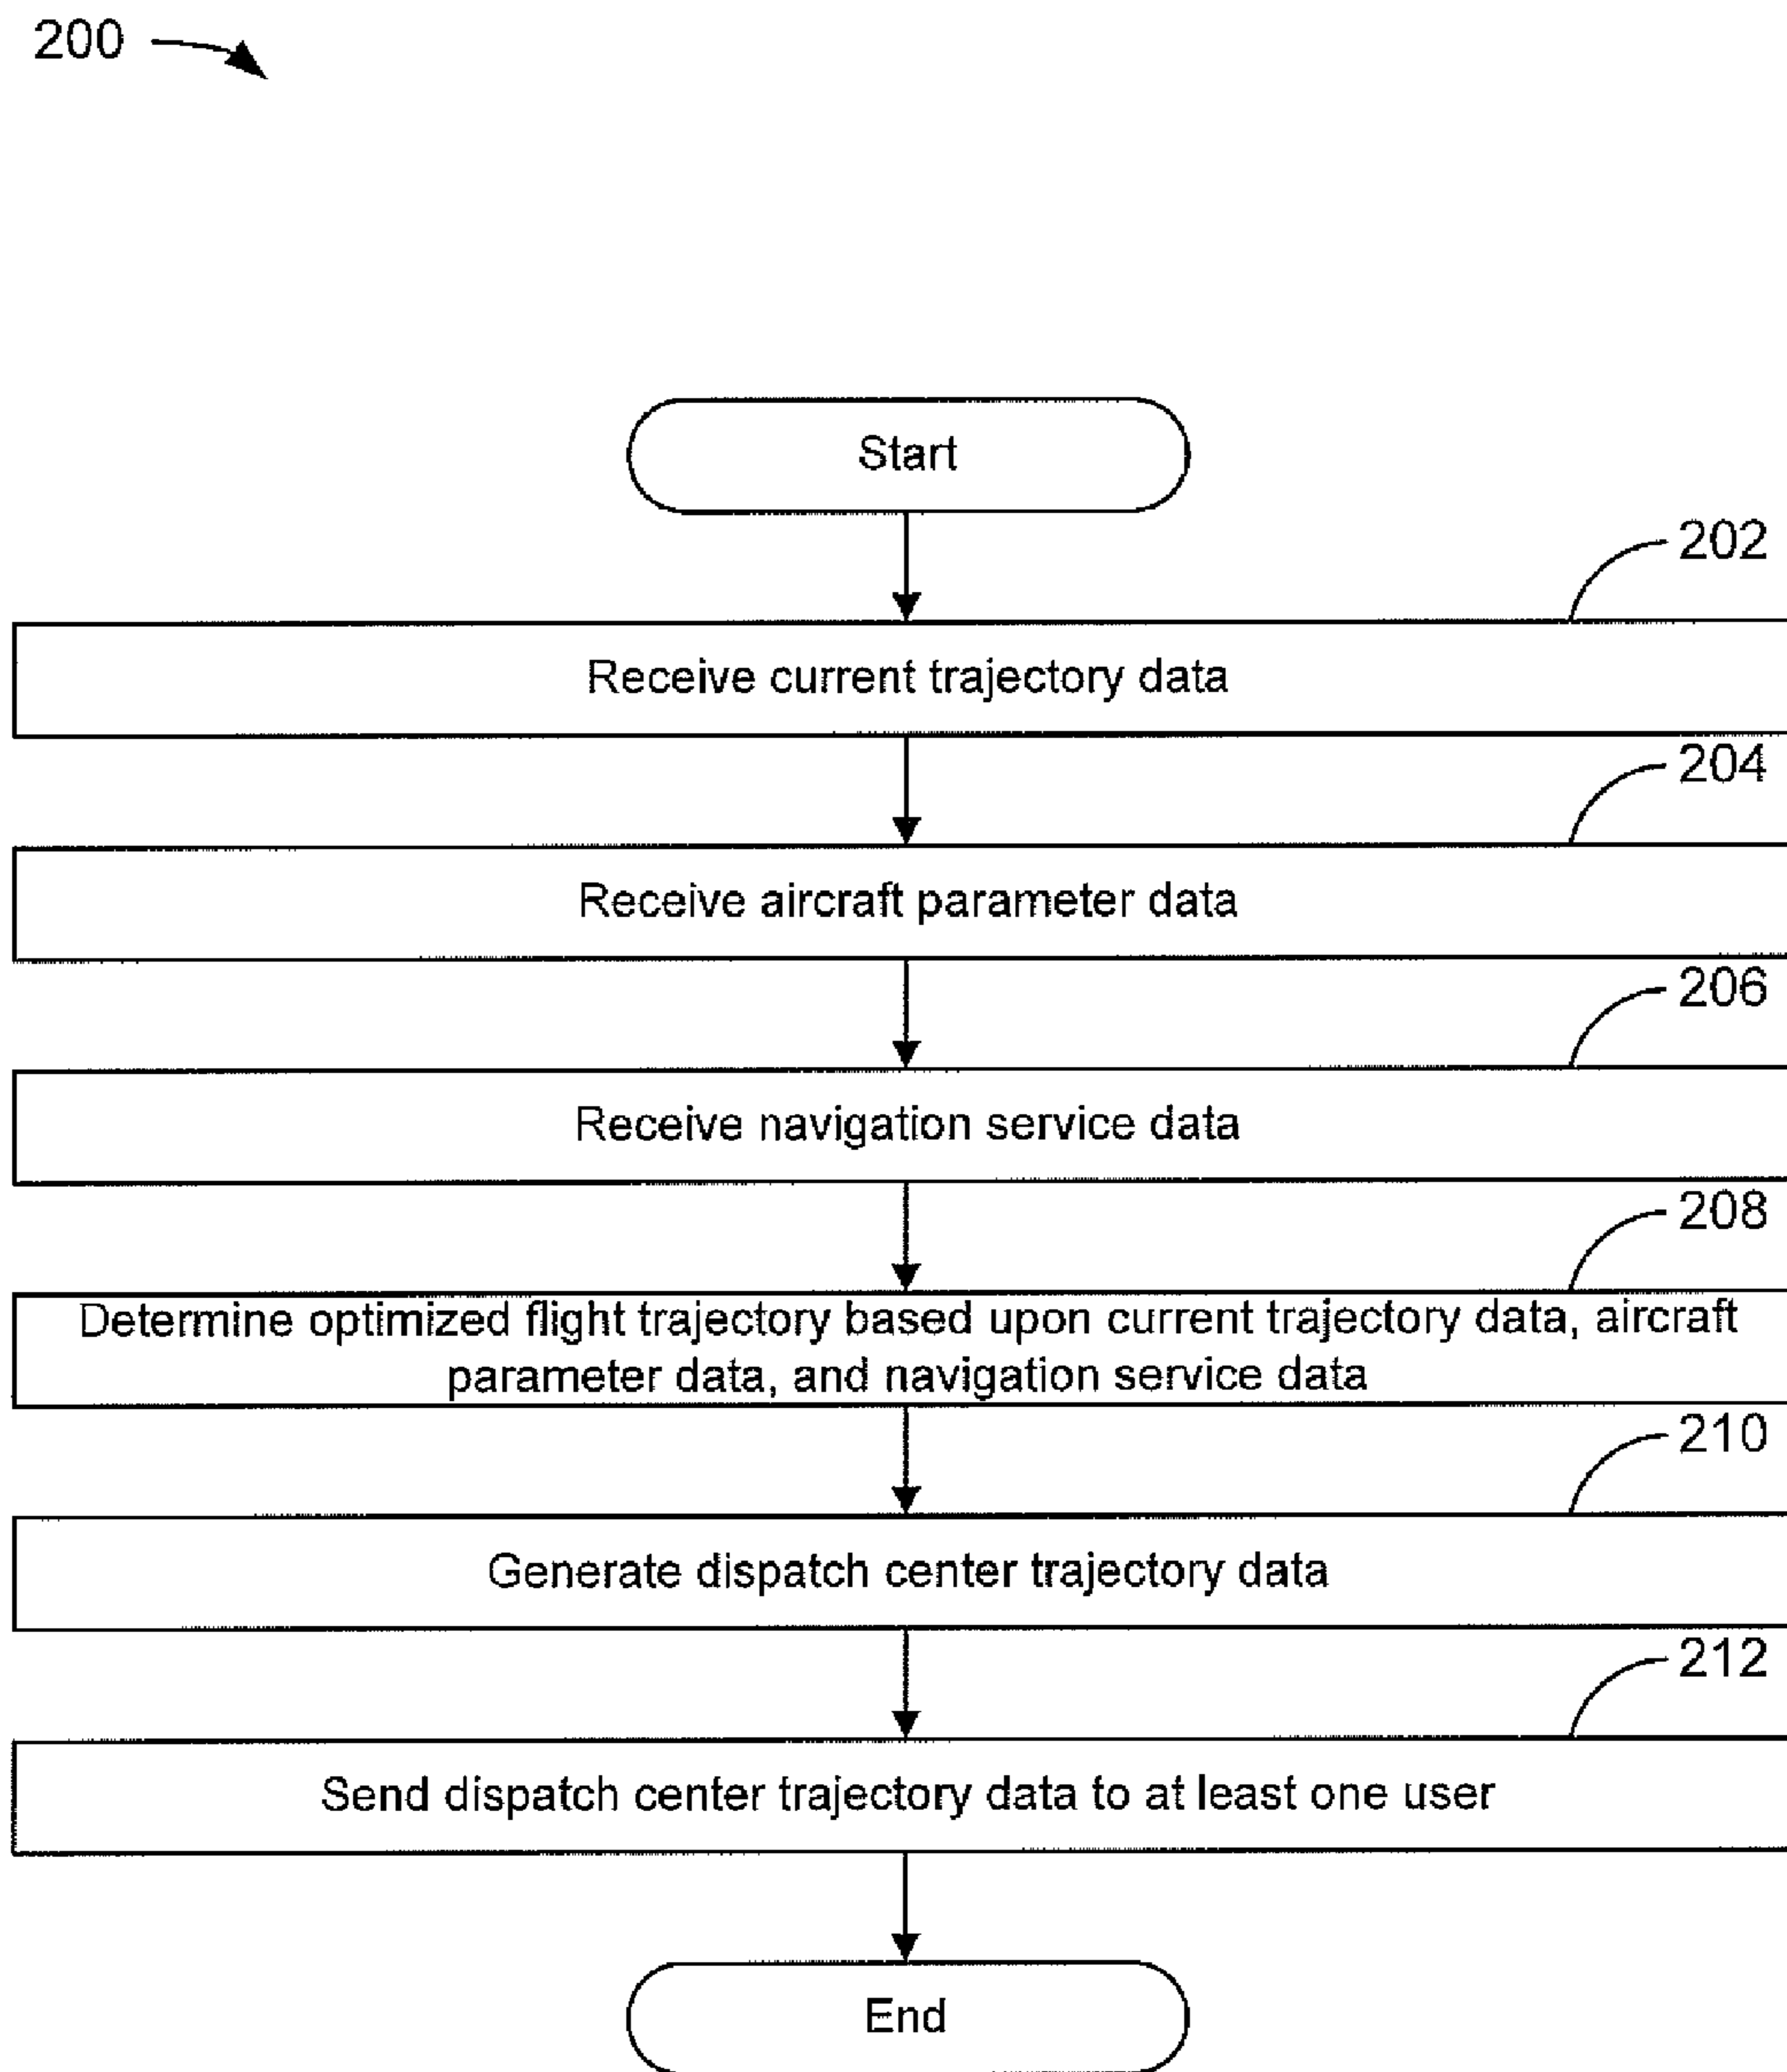 200
Start
202
Receive current trajectory data
204
Receive aircraft parameter data
206
Receive navigation service data
208
Determine optimized flight trajectory based upon current trajectory data, aircraft
parameter data, and navigation service data
210
Generate dispatch center trajectory data
212
Send dispatch center trajectory data to at least one user
End